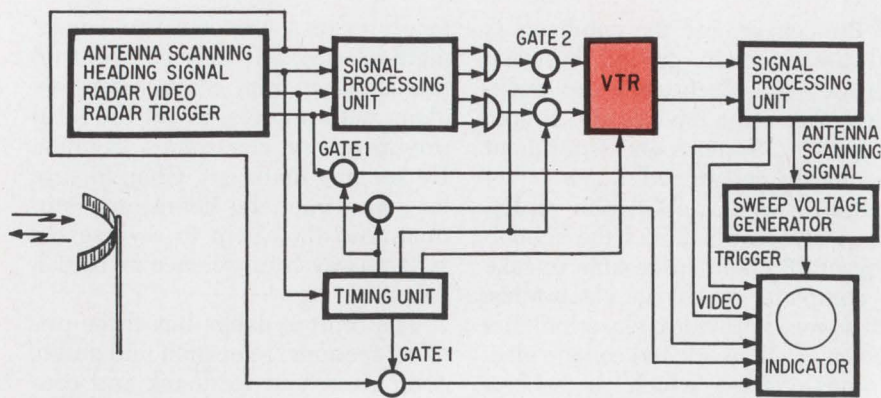 ANTENNA SCANNING
HEADING SIGNAL
RADAR VIDEO
RADAR TRIGGER
SIGNAL
PROCESSING
UNIT
GATE 2
VTR
SIGNAL
PROCESSING
UNIT
ANTENNA
SCANNING
SIGNAL
GATE 1
SWEEP VOLTAGE
GENERATOR
TRIGGER
TIMING UNIT
VIDEO
GATE 1
INDICATOR